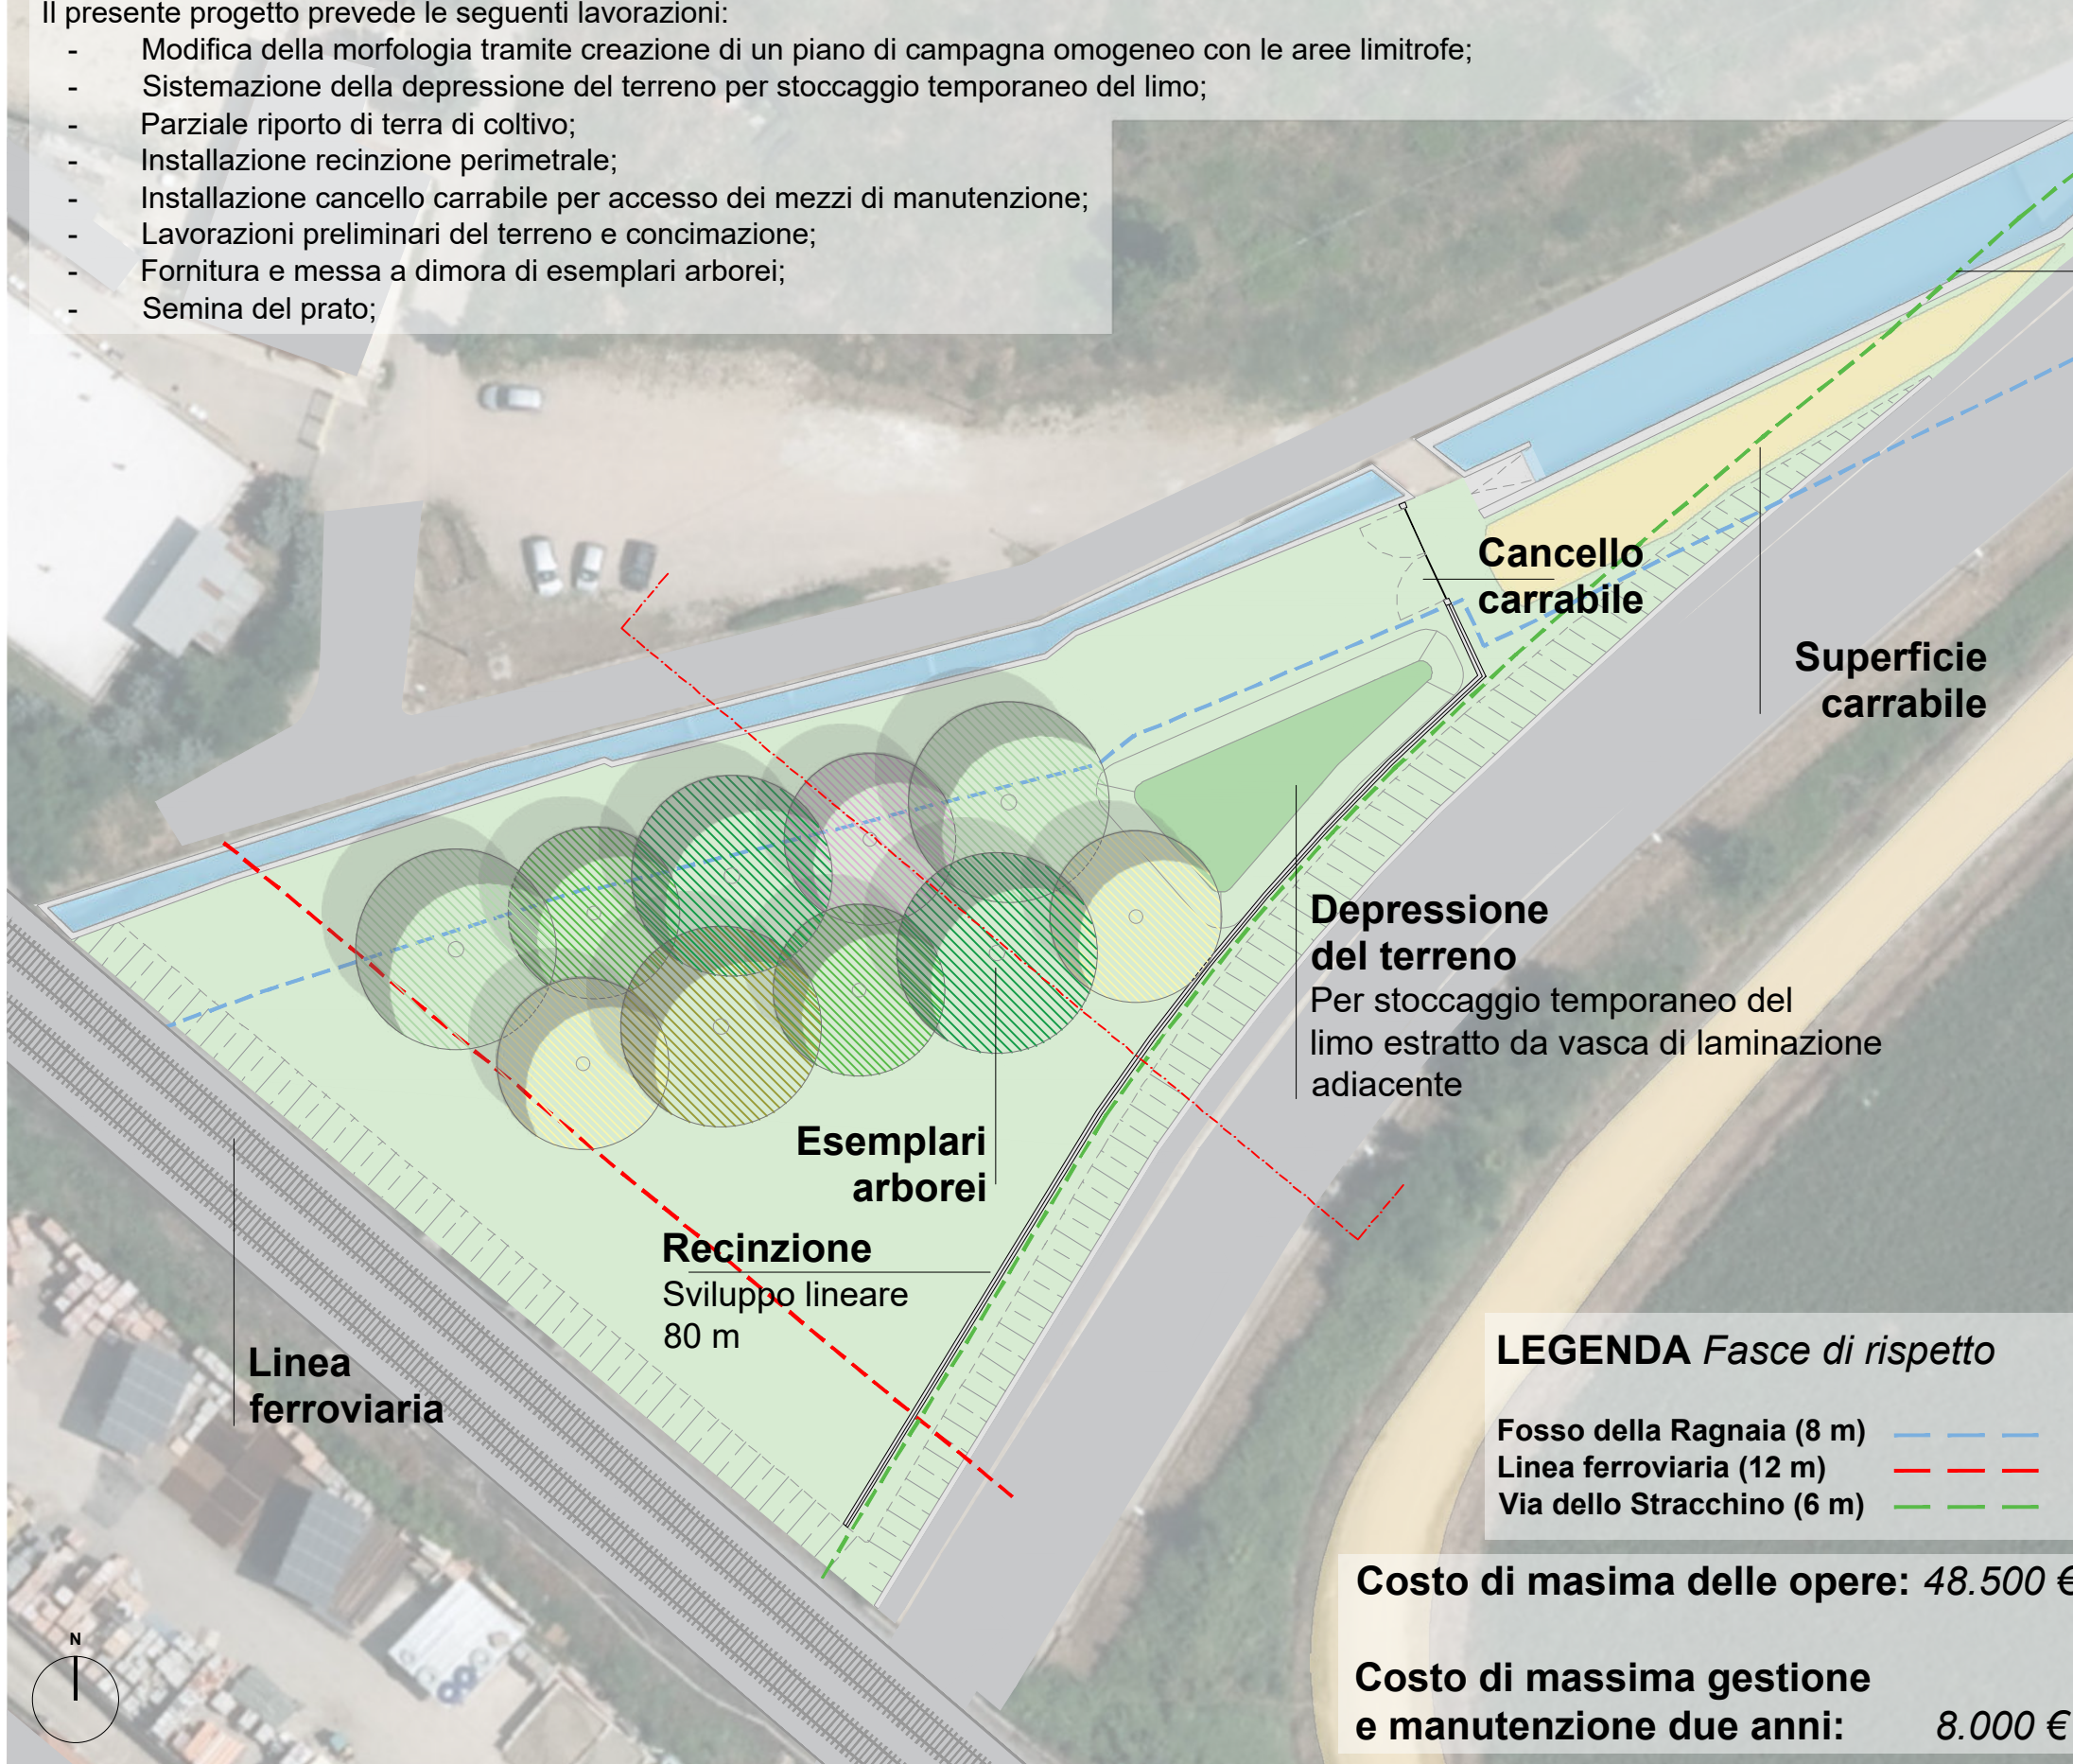 Il presente progetto prevede le seguenti lavorazioni:
- Modifica della morfologia tramite creazione di un piano di campagna omogeneo con le aree limitrofe;
- Sistemazione della depressione del terreno per stoccaggio temporaneo del limo;
- Parziale riporto di terra di coltivo;
- Installazione recinzione perimetrale;
- Installazione cancello carrabile per accesso dei mezzi di manutenzione;
- Lavorazioni preliminari del terreno e concimazione;
- Fornitura e messa a dimora di esemplari arborei;
- Semina del prato;
Cancello
carrabile
Superficie
carrabile
Depressione
del terreno
Per stoccaggio temporaneo del
limo estratto da vasca di laminazione
adiacente
Esemplari
arborei
Recinzione
Sviluppo lineare
80 m
Linea
ferroviaria
LEGENDA Fasce di rispetto
Fosso della Ragnaia (8 m)
Linea ferroviaria (12 m)
Via dello Stracchino (6 m)
Costo di masima delle opere: 48.500 €
Costo di massima gestione
e manutenzione due anni: 8.000 €
N